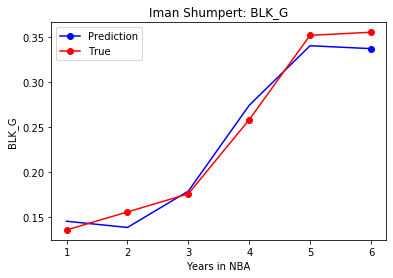 Iman Shumpert: BLK_G
Prediction
True
BLK_G
0.35
0.30
0.25
0.20
0.15
1 2 3 4 5 6
Years in NBA